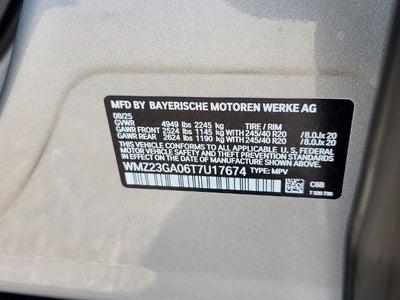 MFD BY BAYERISCHE MOTOREN WERKE AG
08/25
GVWR 4949 lbs 2245 kg TIRE / RIM
GAWR FRONT 2524 lbs 1145 kg WITH 245/40 R20 /8.0Jx 20
GAWR REAR 2624 lbs 1190 kg WITH 245/40 R20 /8.0Jx 20
THIS VEHICLE CONFORMS TO ALL APPLICABLE U.S.
FEDERAL MOTOR VEHICLE SAFETY, BUMPER, AND
THEFT PREVENTION STANDARDS IN EFFECT ON THE
DATE OF MANUFACTURE SHOWN ABOVE.
WMZ23GA06T7U17674 TYPE: MPV
C6B